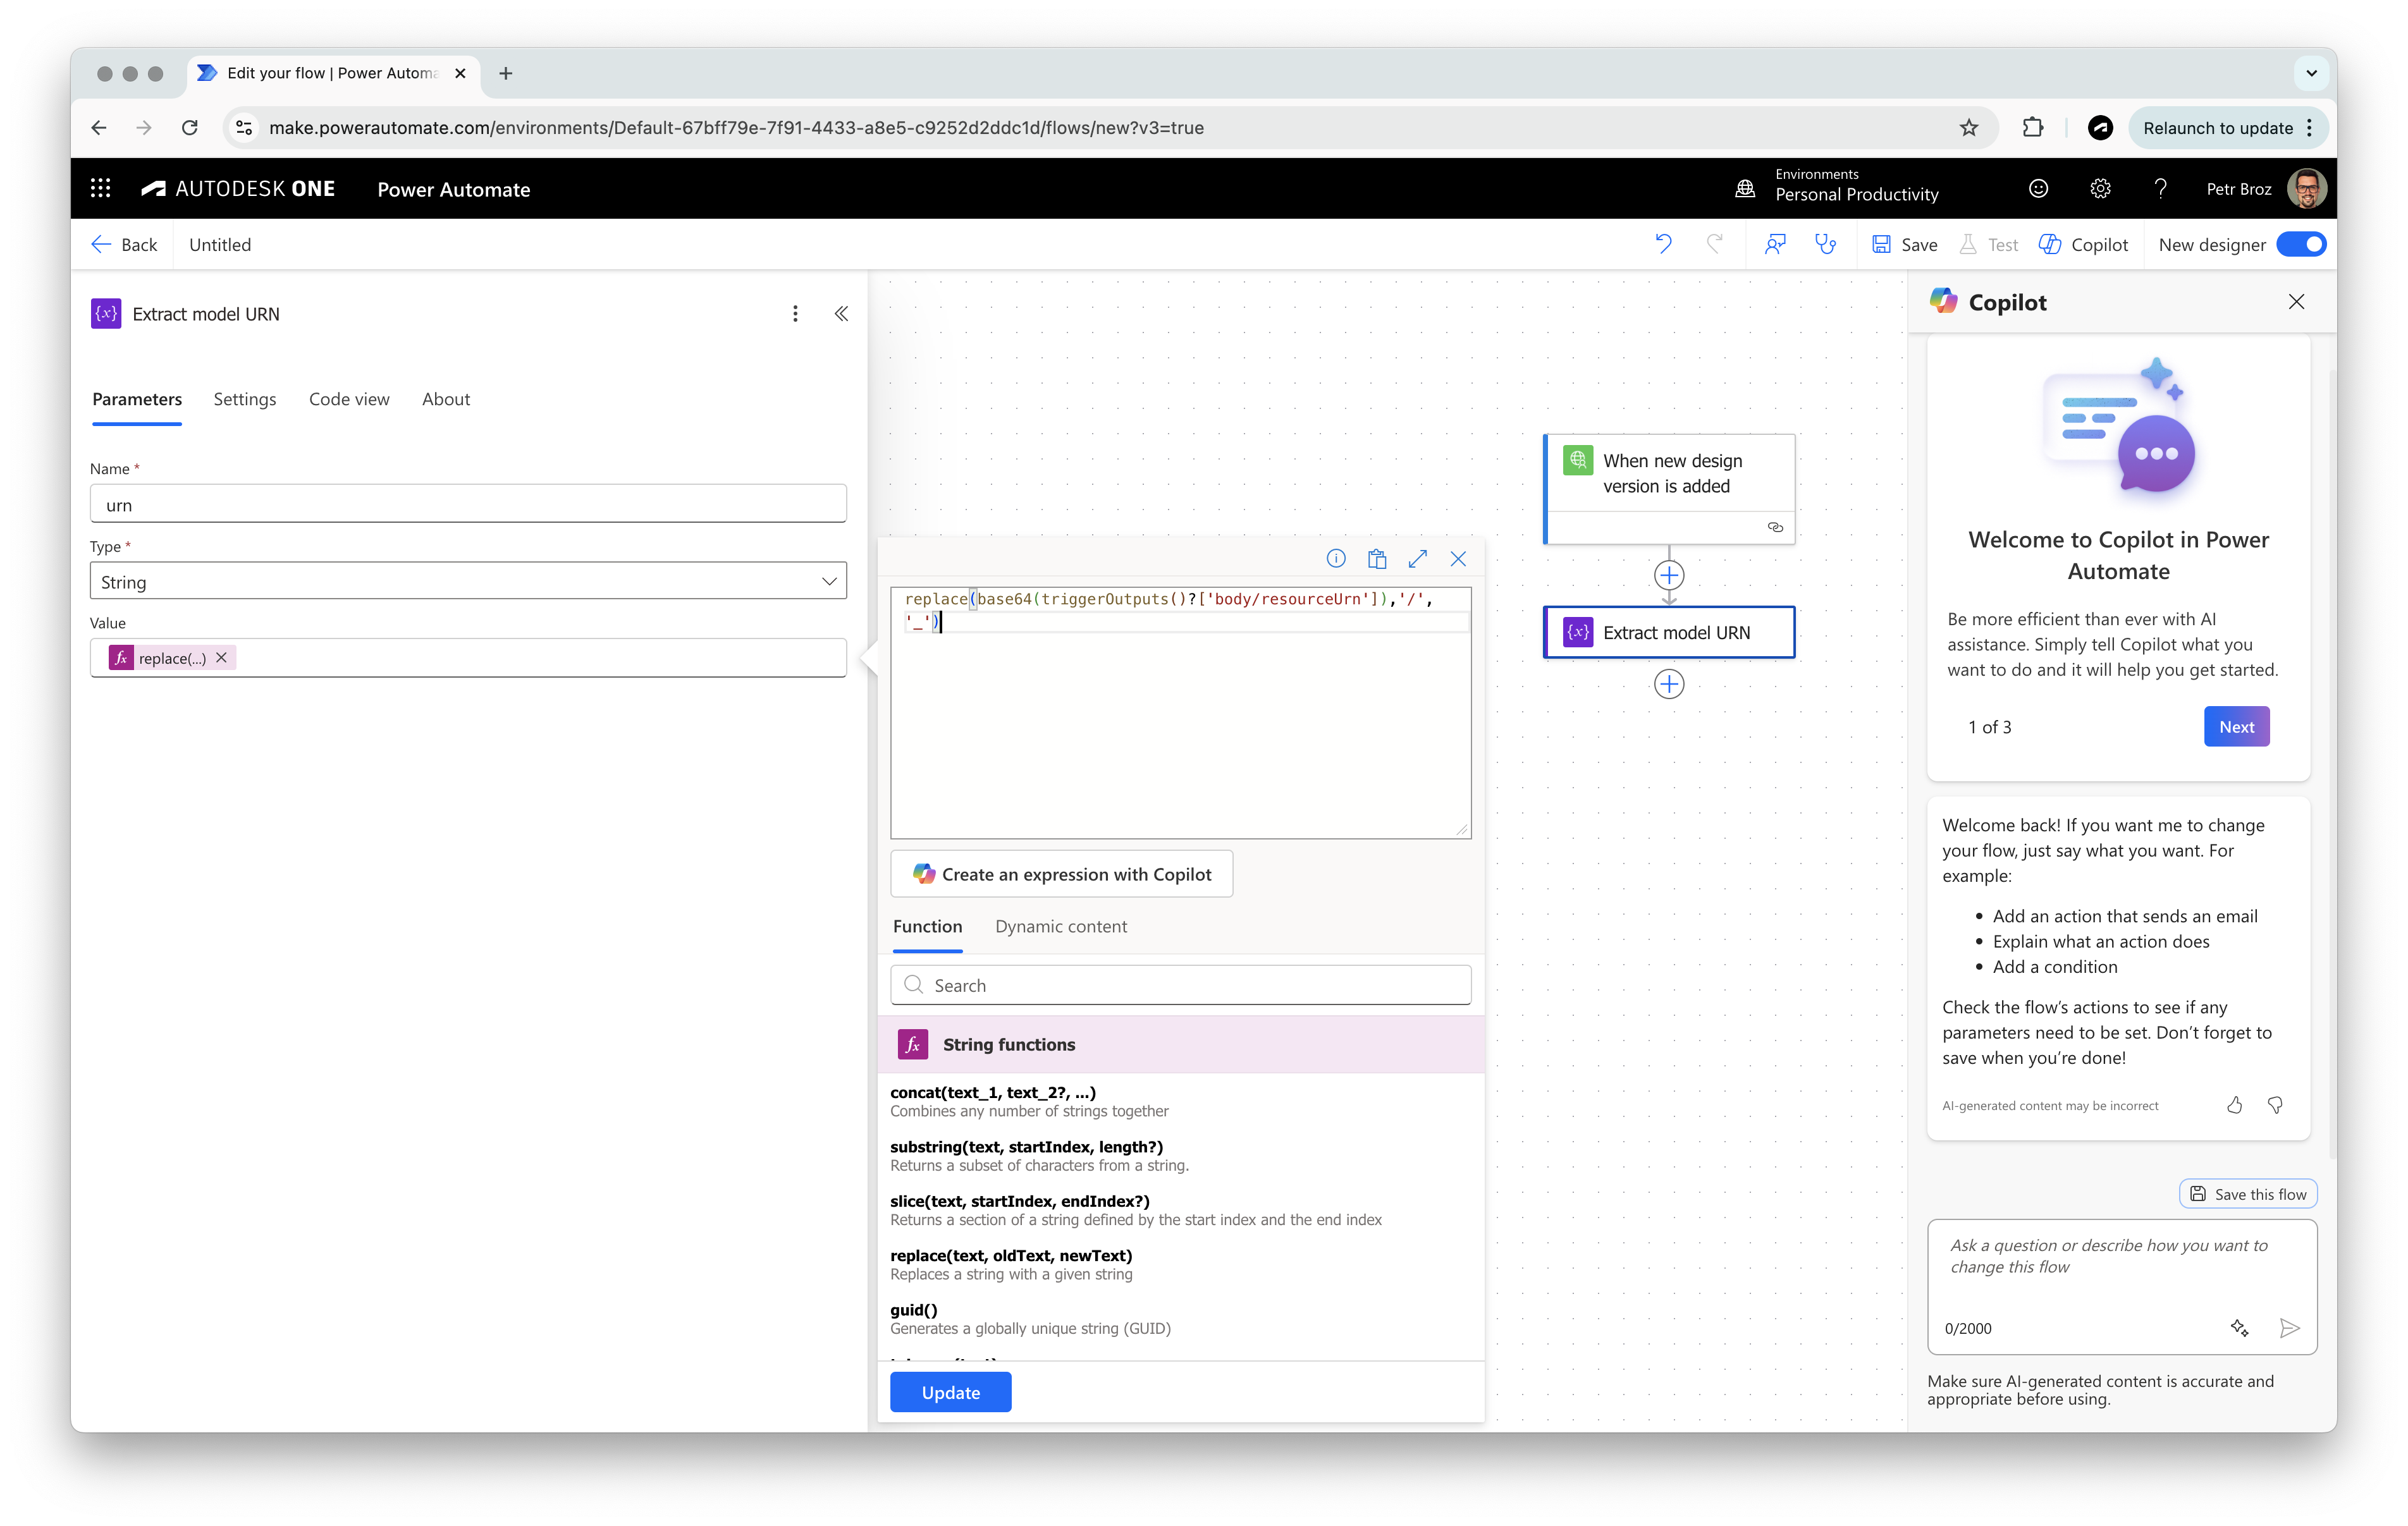 Edit your flow | Power Automa
make.powerautomate.com/environments/Default-67bff79e-7f91-4433-a8e5-c9252d2ddc1d/flows/new?v3=true
Relaunch to update
AUTODESK ONE
Power Automate
Environments
Personal Productivity
Petr Broz
Back
Untitled
Save
Test
Copilot
New designer
{x} Extract model URN
Parameters
Settings
Code view
About
Name *
urn
Type *
String
Value
fx replace(...)
replace(base64(triggerOutputs()?['body/resourceUrn']),'/',
'_')
Create an expression with Copilot
Function
Dynamic content
Search
fx String functions
concat(text_1, text_2?, ...)
Combines any number of strings together
substring(text, startIndex, length?)
Returns a subset of characters from a string.
slice(text, startIndex, endIndex?)
Returns a section of a string defined by the start index and the end index
replace(text, oldText, newText)
Replaces a string with a given string
guid()
Generates a globally unique string (GUID)
Update
When new design
version is added
{x} Extract model URN
Copilot
Welcome to Copilot in Power
Automate
Be more efficient than ever with AI
assistance. Simply tell Copilot what you
want to do and it will help you get started.
1 of 3
Next
Welcome back! If you want me to change
your flow, just say what you want. For
example:
• Add an action that sends an email
• Explain what an action does
• Add a condition
Check the flow's actions to see if any
parameters need to be set. Don't forget to
save when you're done!
AI-generated content may be incorrect
Save this flow
Ask a question or describe how you want to
change this flow
0/2000
Make sure AI-generated content is accurate and
appropriate before using.